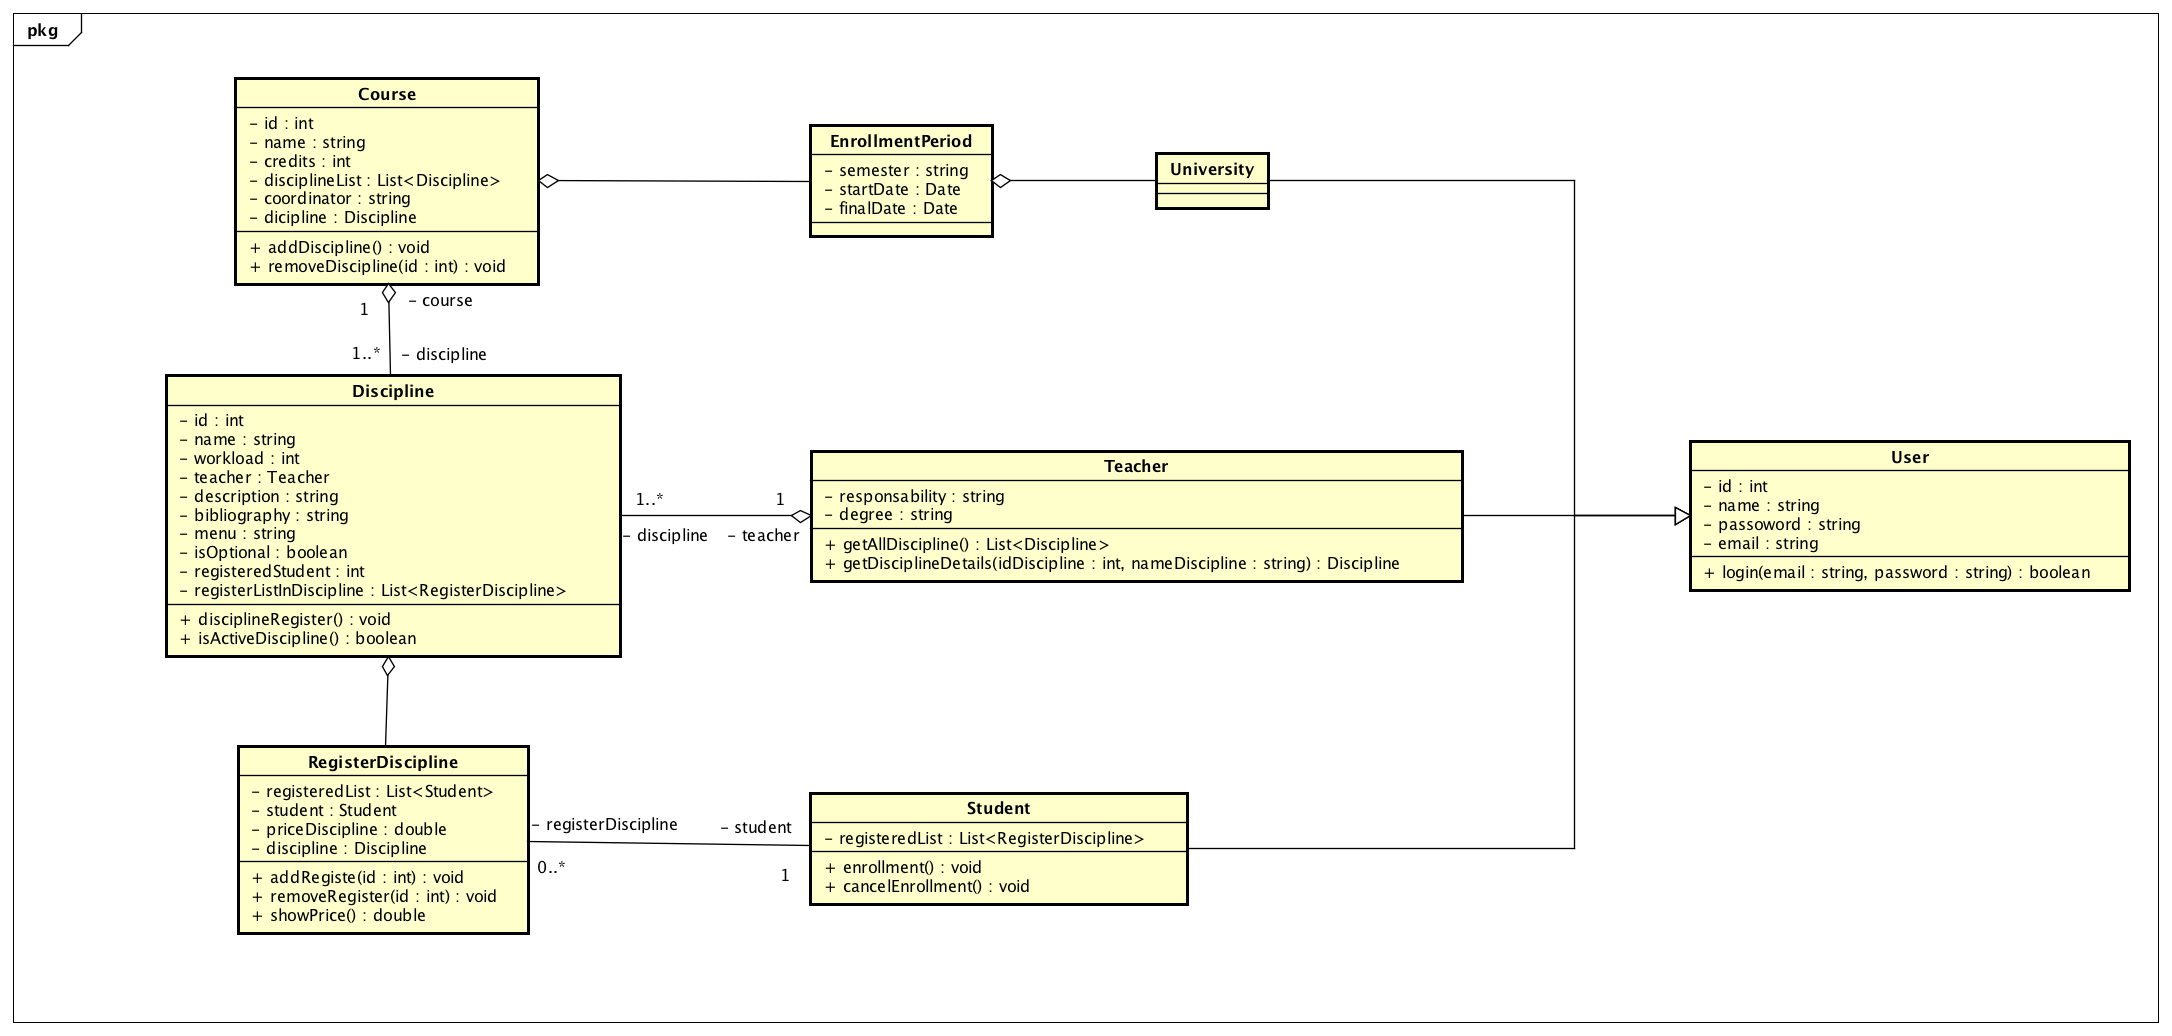 pkg
Course
- id : int
- name : string
- credits : int
- disciplineList : List<Discipline>
- coordinator : string
- dicipline : Discipline
+ addDiscipline() : void
+ removeDiscipline(id : int) : void
EnrollmentPeriod
- semester : string
- startDate : Date
- finalDate : Date
University
1
- course
1..*
- discipline
Discipline
- id : int
- name : string
- workload : int
- teacher : Teacher
- description : string
- bibliography : string
- menu : string
- isOptional : boolean
- registeredStudent : int
- registerListInDiscipline : List<RegisterDiscipline>
+ disciplineRegister() : void
+ isActiveDiscipline() : boolean
1..*
1
- discipline
- teacher
Teacher
- responsability : string
- degree : string
+ getAllDiscipline() : List<Discipline>
+ getDisciplineDetails(idDiscipline : int, nameDiscipline : string) : Discipline
User
- id : int
- name : string
- passoword : string
- email : string
+ login(email : string, password : string) : boolean
RegisterDiscipline
- registeredList : List<Student>
- student : Student
- priceDiscipline : double
- discipline : Discipline
+ addRegiste(id : int) : void
+ removeRegister(id : int) : void
+ showPrice() : double
- registerDiscipline
- student
0..*
1
Student
- registeredList : List<RegisterDiscipline>
+ enrollment() : void
+ cancelEnrollment() : void